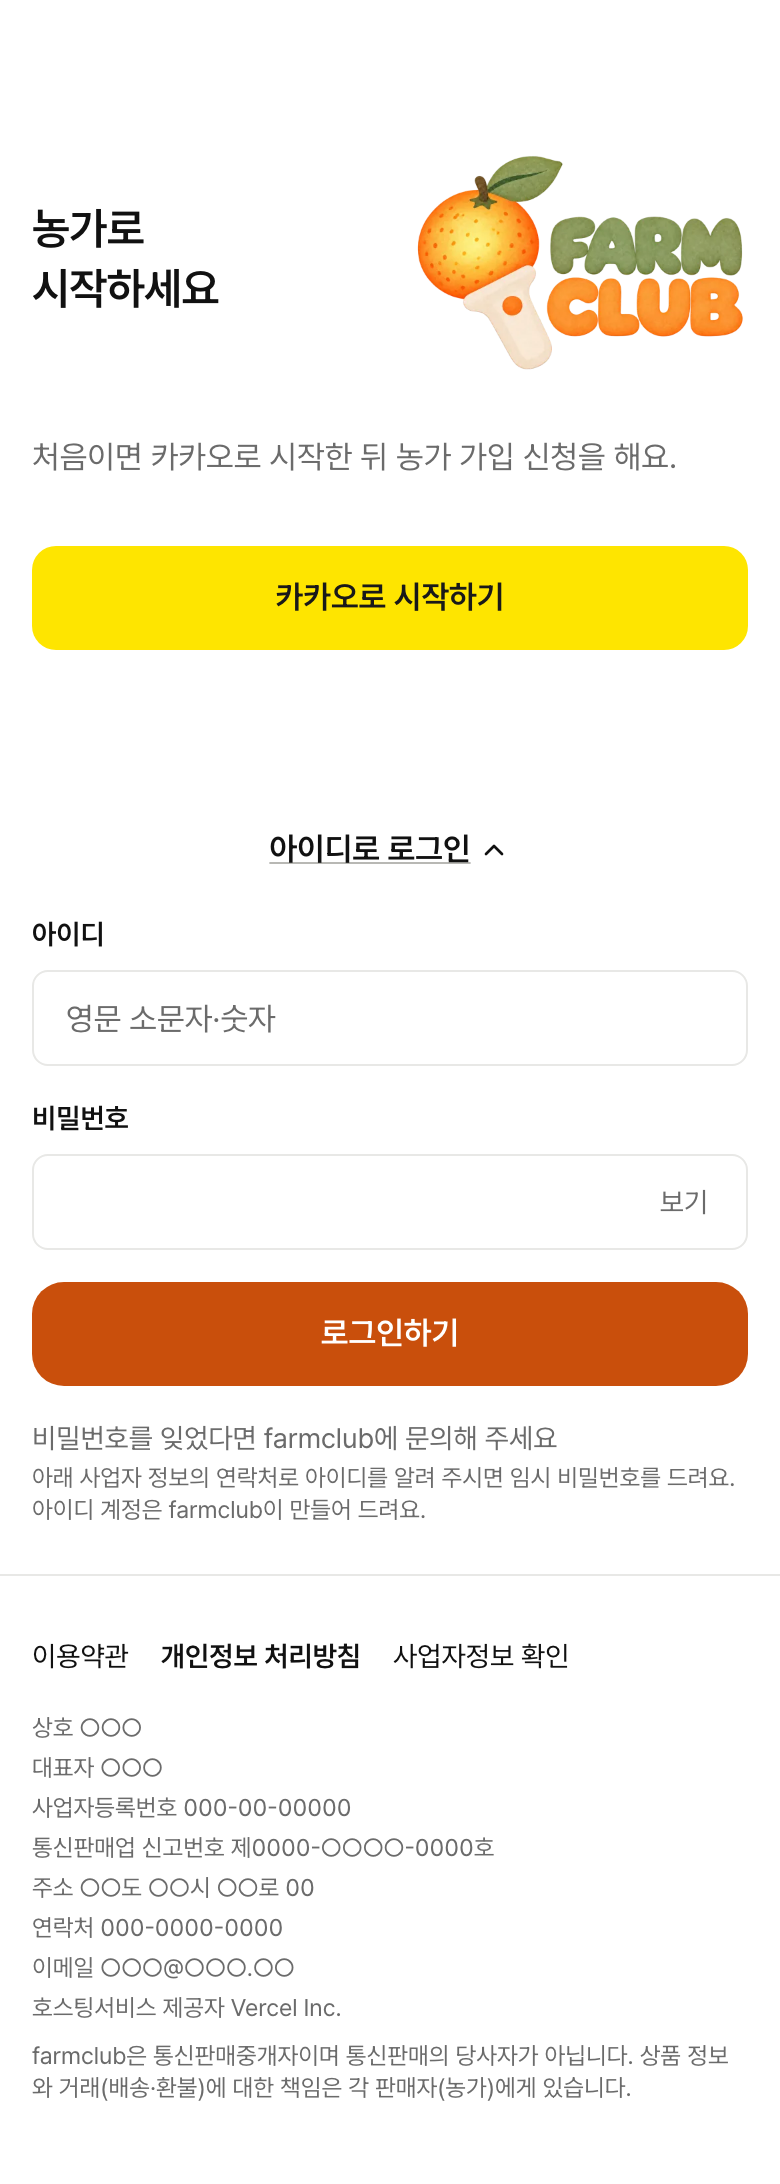 농가로
시작하세요
FARM
CLUB
처음이면 카카오로 시작한 뒤 농가 가입 신청을 해요.
카카오로 시작하기
아이디로 로그인
아이디
영문 소문자·숫자
비밀번호
보기
로그인하기
비밀번호를 잊었다면 farmclub에 문의해 주세요
아래 사업자 정보의 연락처로 아이디를 알려 주시면 임시 비밀번호를 드려요.
아이디 계정은 farmclub이 만들어 드려요.
이용약관 개인정보 처리방침 사업자정보 확인
상호 ○○○
대표자 ○○○
사업자등록번호 000-00-00000
통신판매업 신고번호 제0000-○○○○-0000호
주소 ○○도 ○○시 ○○로 00
연락처 000-0000-0000
이메일 ○○○@○○○.○○
호스팅서비스 제공자 Vercel Inc.
farmclub은 통신판매중개자이며 통신판매의 당사자가 아닙니다. 상품 정보
와 거래(배송·환불)에 대한 책임은 각 판매자(농가)에게 있습니다.